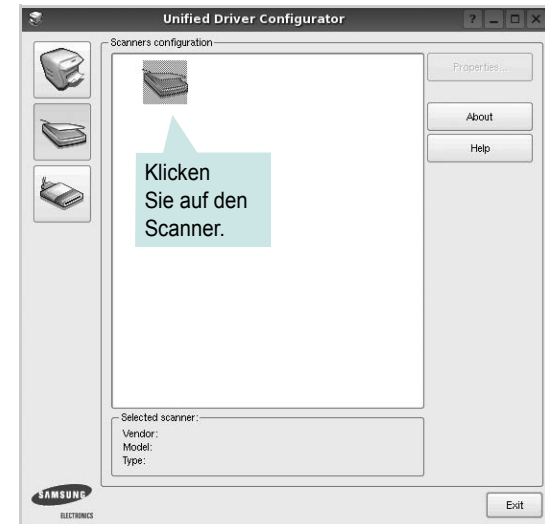 Unified Driver Configurator
Scanners configuration
Properties...
About
Help
Klicken
Sie auf den
Scanner.
Selected scanner:
Vendor:
Model:
Type:
SAMSUNG
ELECTRONICS
Exit